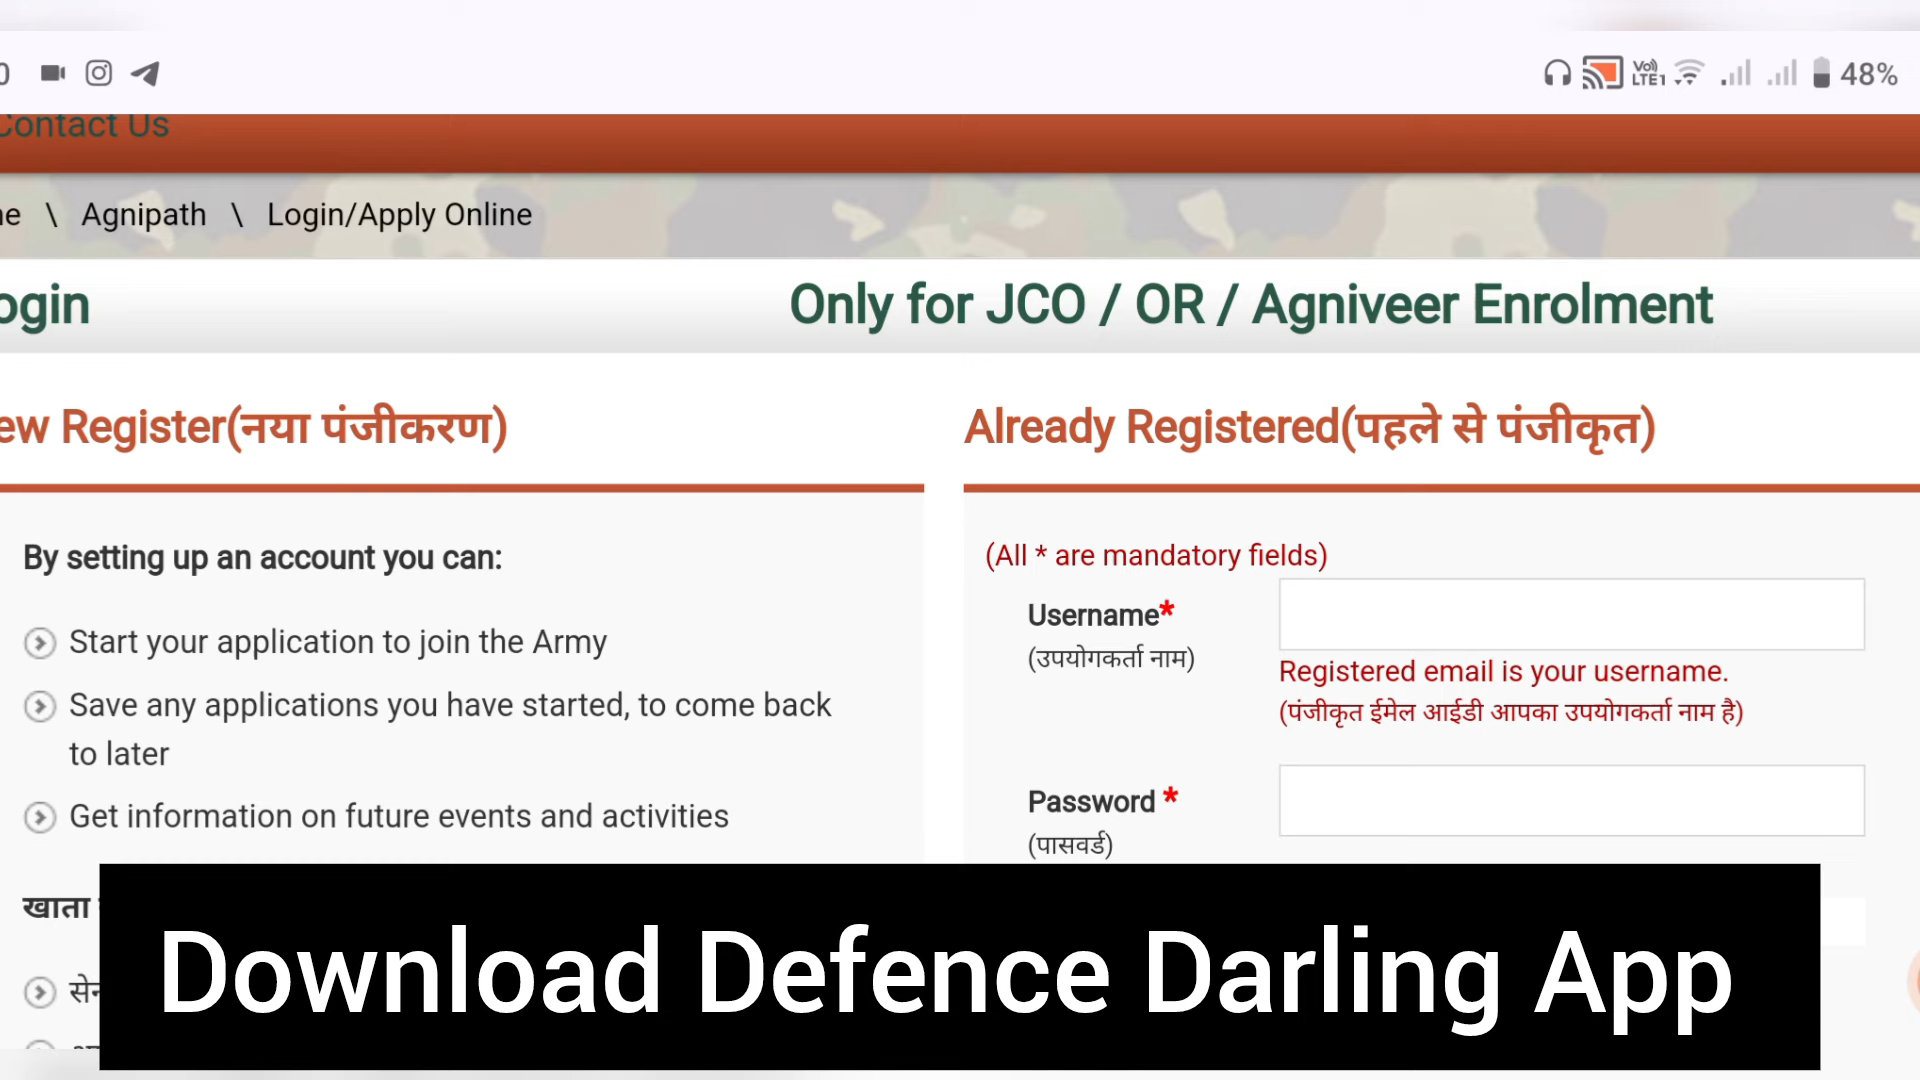 48%
Contact Us
\ Agnipath \ Login/Apply Online
Only for JCO / OR / Agniveer Enrolment
Register(नया पंजीकरण)
Already Registered(पहले से पंजीकृत)
By setting up an account you can:
Start your application to join the Army
Save any applications you have started, to come back
to later
Get information on future events and activities
(All * are mandatory fields)
Username*
(उपयोगकर्ता नाम)
Registered email is your username.
(पंजीकृत ईमेल आईडी आपका उपयोगकर्ता नाम है)
Password *
(पासवर्ड)
खाता
Download Defence Darling App